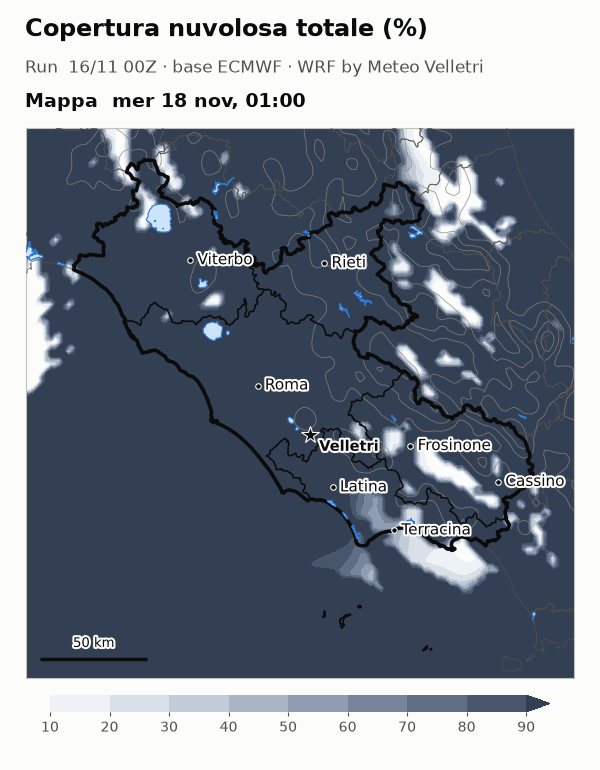 Copertura nuvolosa totale (%)
Run 16/11 00Z · base ECMWF · WRF by Meteo Velletri
Mappa mer 18 nov, 01:00
Viterbo
Rieti
Roma
Velletri
Frosinone
Latina
Cassino
Terracina
50 km
10 20 30 40 50 60 70 80 90